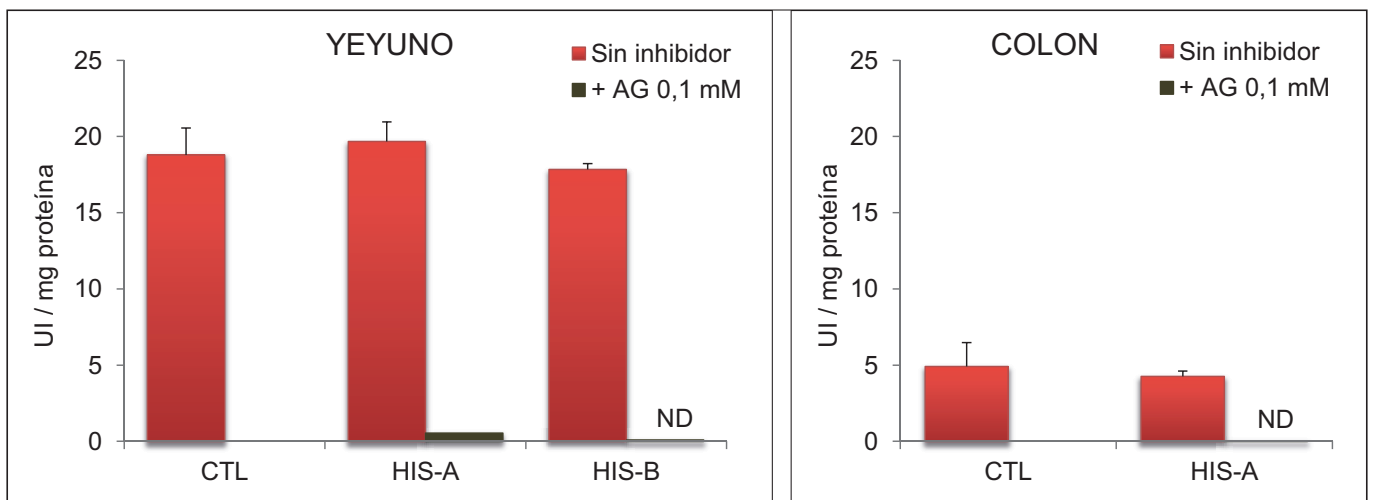 YEYUNO
Sin inhibidor
+ AG 0,1 mM
UI / mg proteína
25
20
15
10
5
0
ND
CTL HIS-A HIS-B
COLON
Sin inhibidor
+ AG 0,1 mM
UI / mg proteína
25
20
15
10
5
0
ND
CTL HIS-A